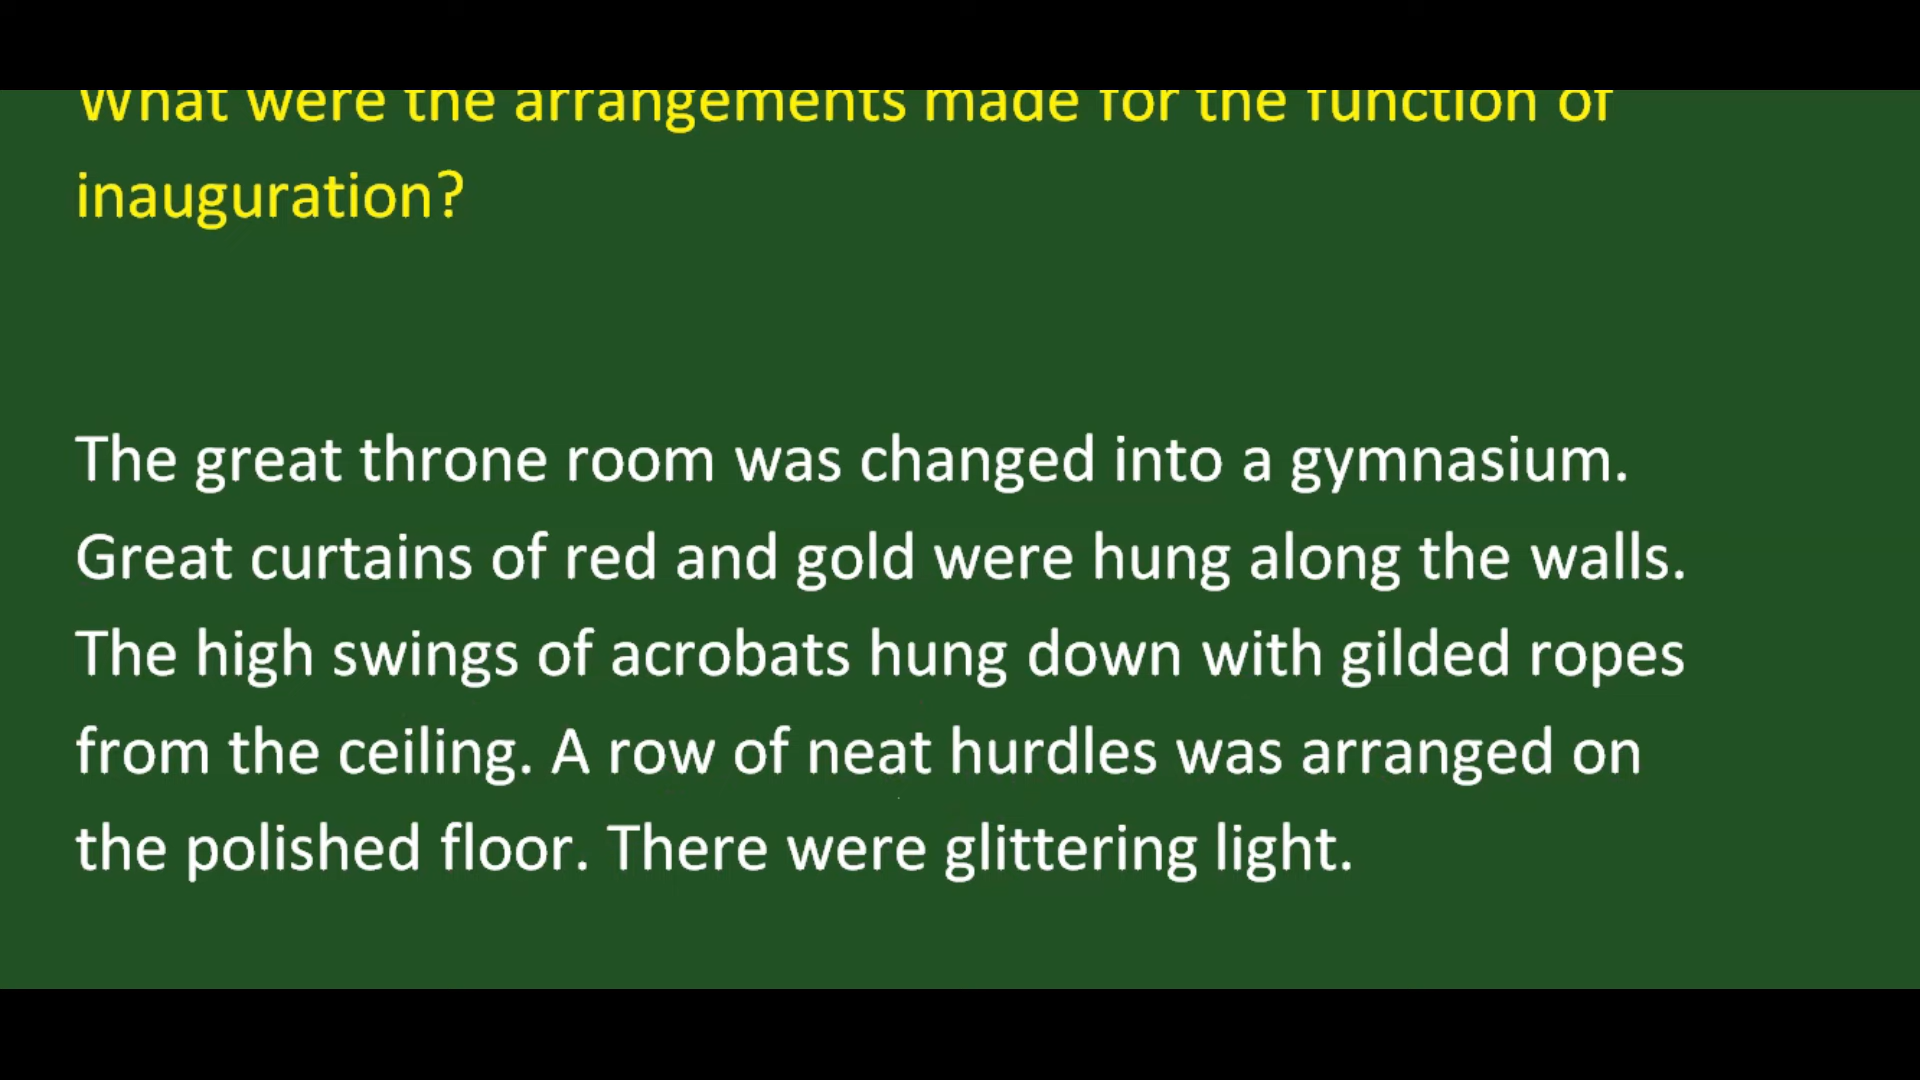 What were the arrangements made for the function of
inauguration?
The great throne room was changed into a gymnasium.
Great curtains of red and gold were hung along the walls.
The high swings of acrobats hung down with gilded ropes
from the ceiling. A row of neat hurdles was arranged on
the polished floor. There were glittering light.